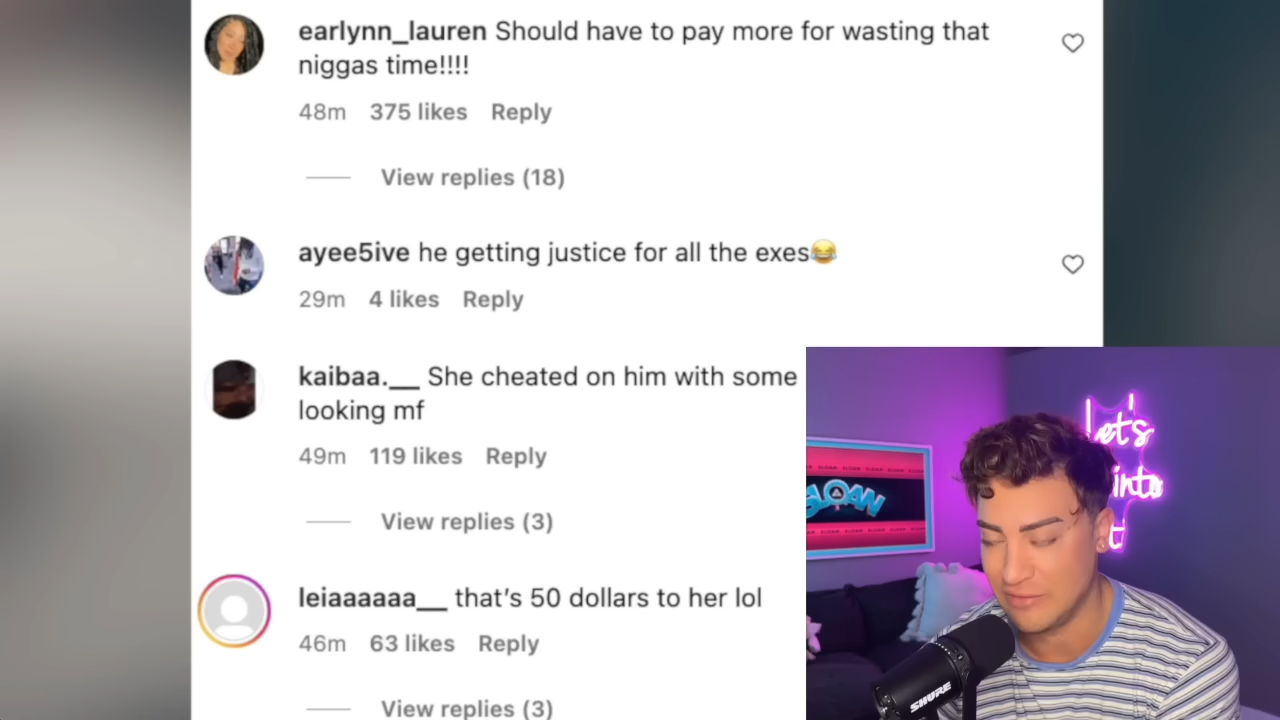 earlynn_lauren Should have to pay more for wasting that
niggas time!!!!
48m 375 likes Reply
View replies (18)
ayee5ive he getting justice for all the exes😂
29m 4 likes Reply
kaibaa.__ She cheated on him with some
looking mf
49m 119 likes Reply
View replies (3)
leiaaaaaa__ that's 50 dollars to her lol
46m 63 likes Reply
View replies (3)
Let's
into
it
SLOAN
SHURE